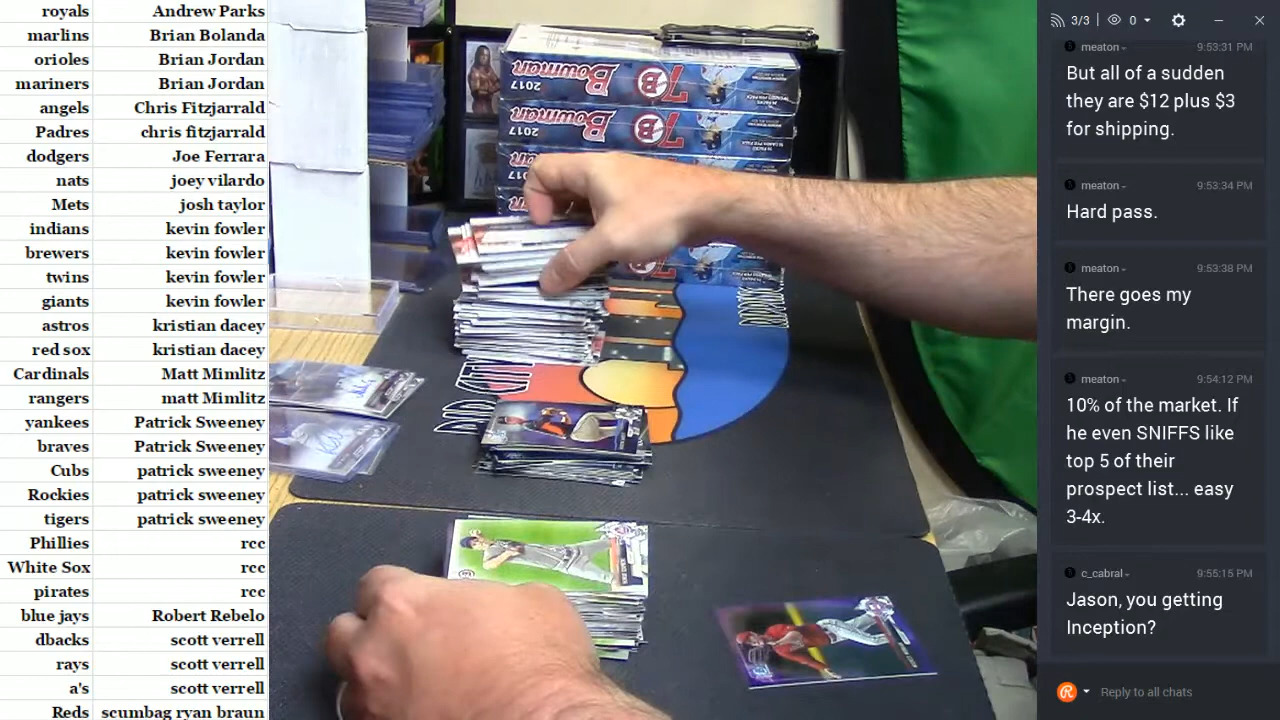 royals Andrew Parks
marlins Brian Bolanda
orioles Brian Jordan
mariners Brian Jordan
angels Chris Fitzjarrald
Padres chris fitzjarrald
dodgers Joe Ferrara
nats joey vilardo
Mets josh taylor
indians kevin fowler
brewers kevin fowler
twins kevin fowler
giants kevin fowler
astros kristian dacey
red sox kristian dacey
Cardinals Matt Mimlitz
rangers matt Mimlitz
yankees Patrick Sweeney
braves Patrick Sweeney
Cubs patrick sweeney
Rockies patrick sweeney
tigers patrick sweeney
Phillies rcc
White Sox rcc
pirates rcc
blue jays Robert Rebelo
dbacks scott verrell
rays scott verrell
a's scott verrell
Reds scumbag ryan braun
2017 Bowman
2017 Bowman
2017
3/3 0
meaton 9:53:31 PM
But all of a sudden
they are $12 plus $3
for shipping.
meaton 9:53:34 PM
Hard pass.
meaton 9:53:38 PM
There goes my
margin.
meaton 9:54:12 PM
10% of the market. If
he even SNIFFS like
top 5 of their
prospect list... easy
3-4x.
c_cabral 9:55:15 PM
Jason, you getting
Inception?
Reply to all chats